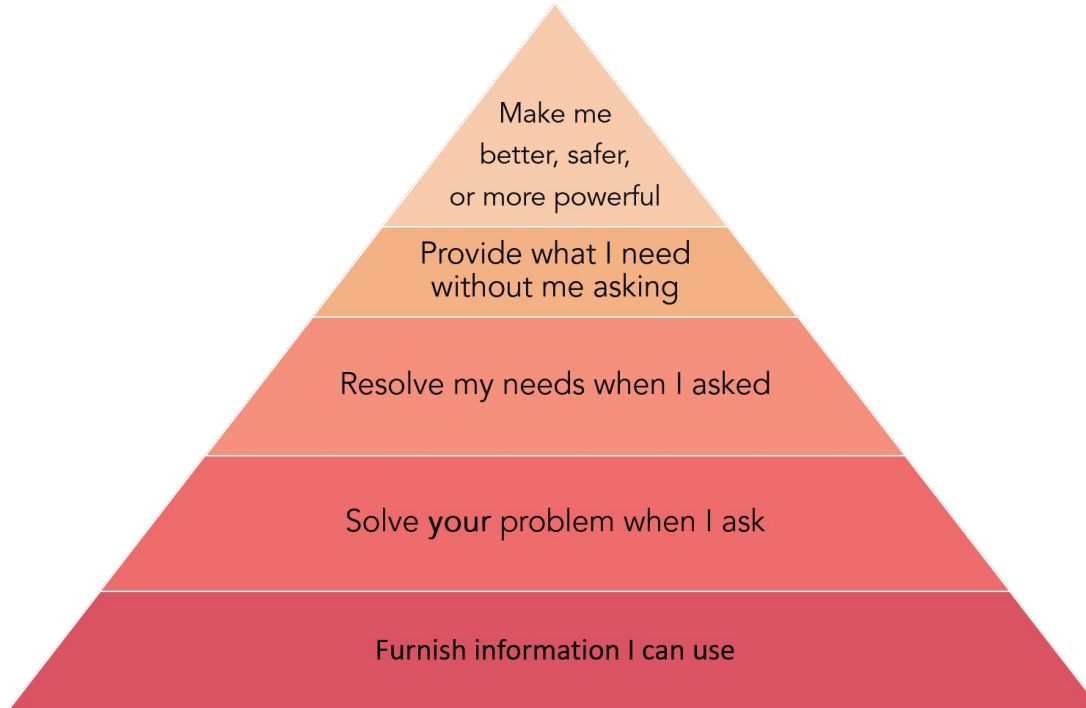 Make me
better, safer,
or more powerful
Provide what I need
without me asking
Resolve my needs when I asked
Solve your problem when I ask
Furnish information I can use